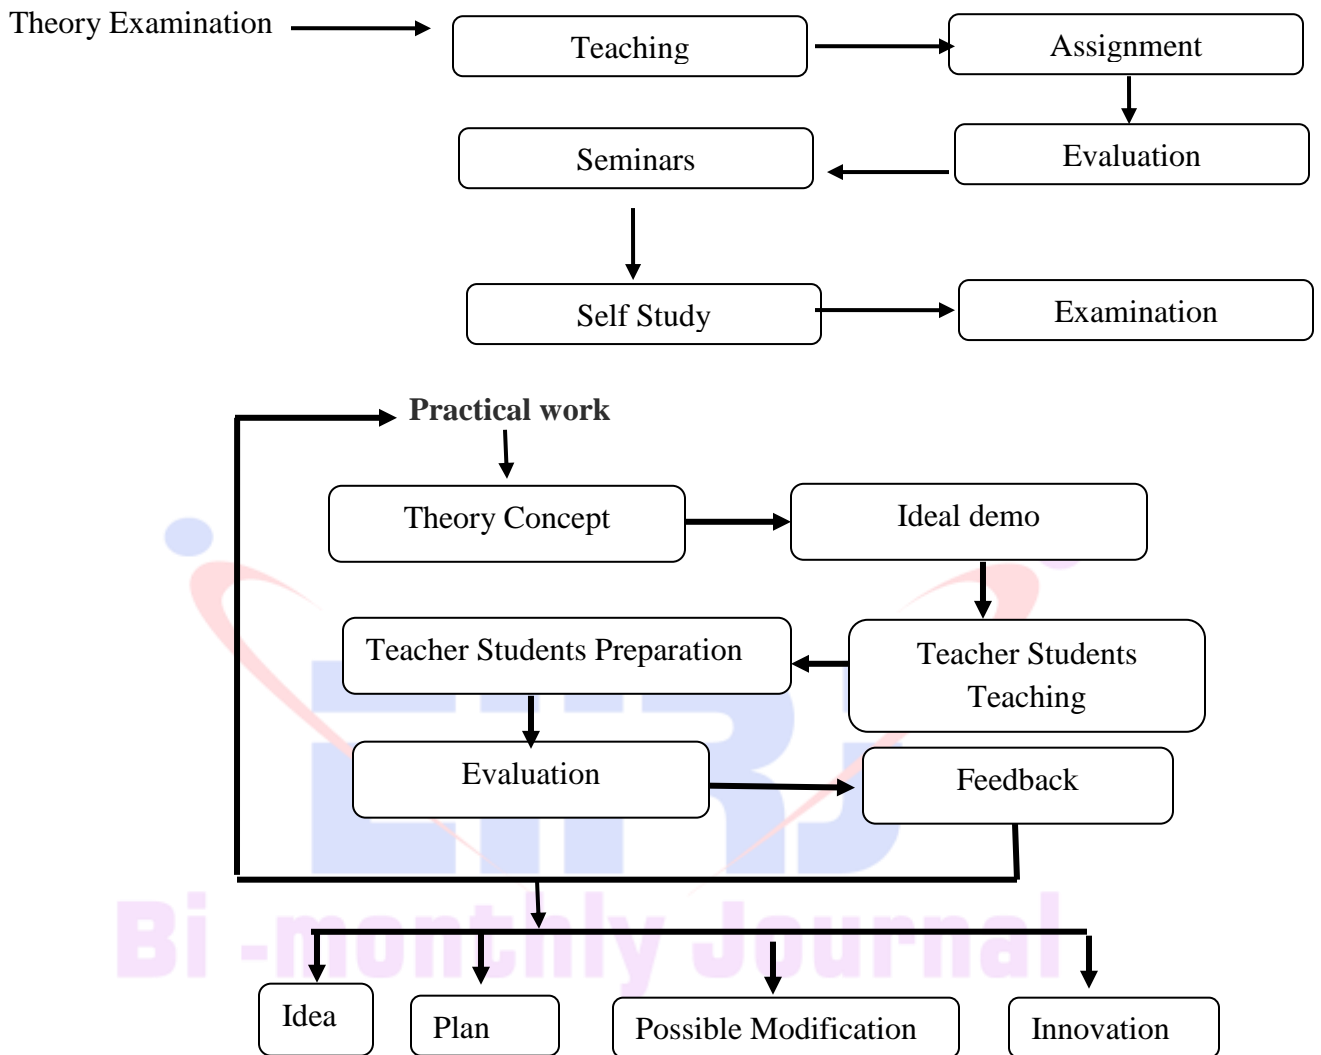 Theory Examination
Teaching
Assignment
Seminars
Evaluation
Self Study
Examination
Practical work
Theory Concept
Ideal demo
Teacher Students Preparation
Teacher Students
Teaching
Evaluation
Feedback
EIIRJ
Bi -monthly Journal
Idea
Plan
Possible Modification
Innovation